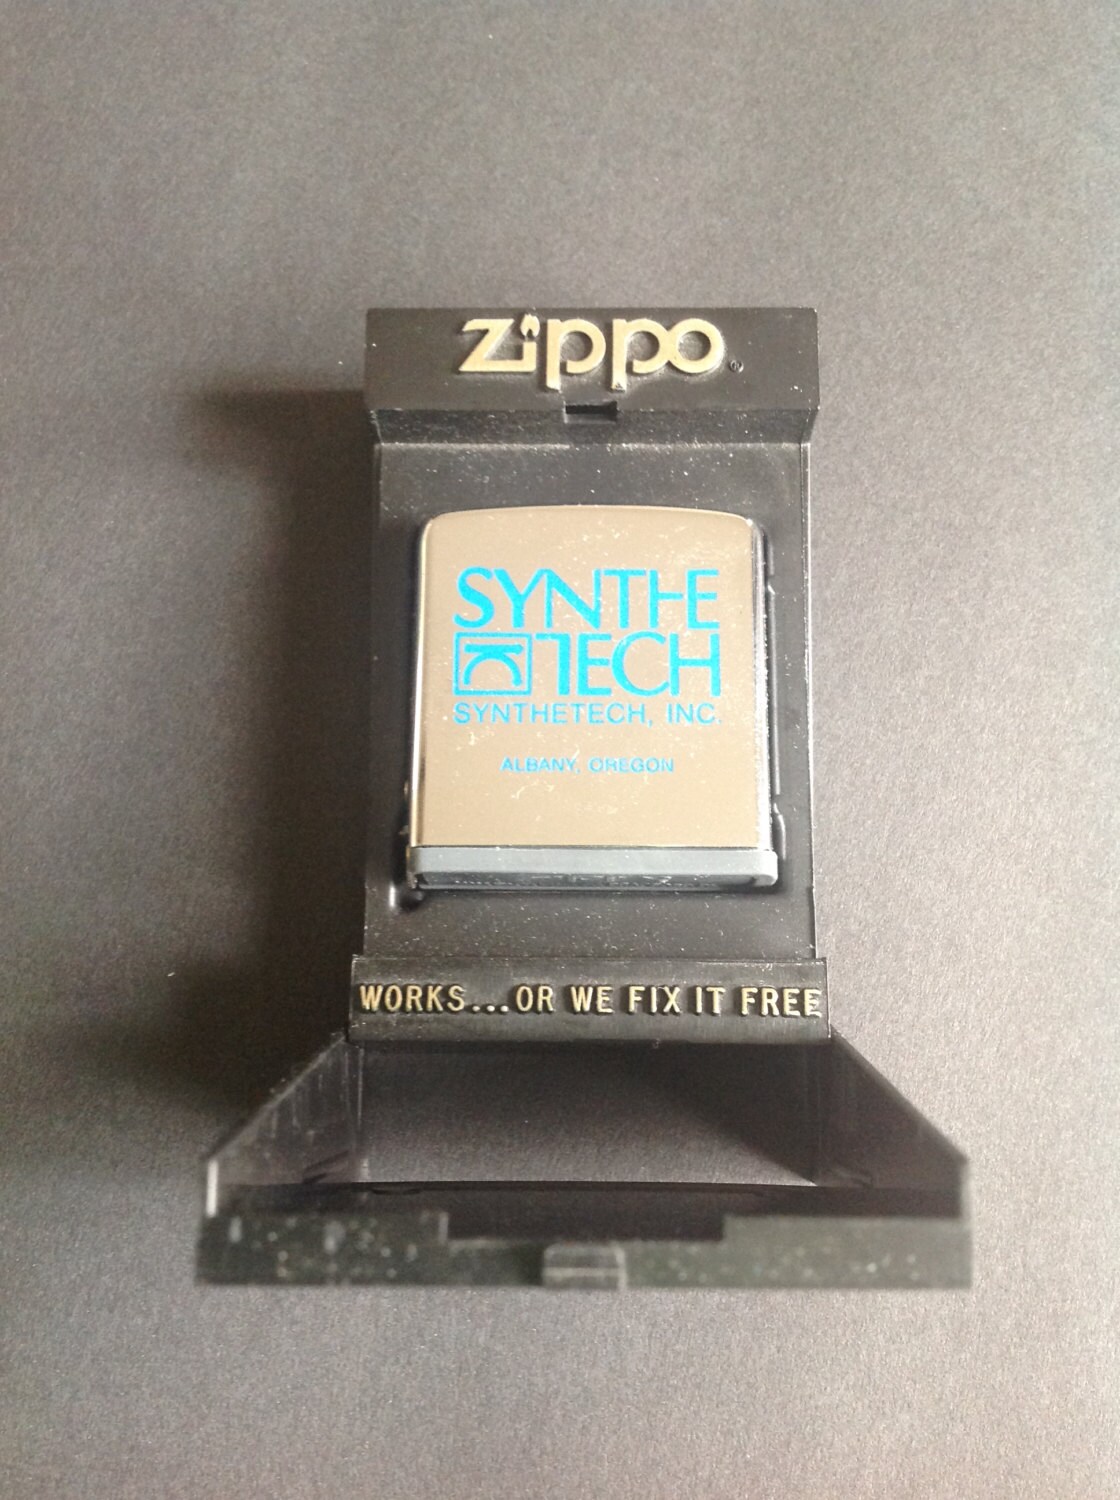 Zippo®
SYNTHE
TECH
SYNTHETECH, INC.
ALBANY, OREGON
WORKS...OR WE FIX IT FREE